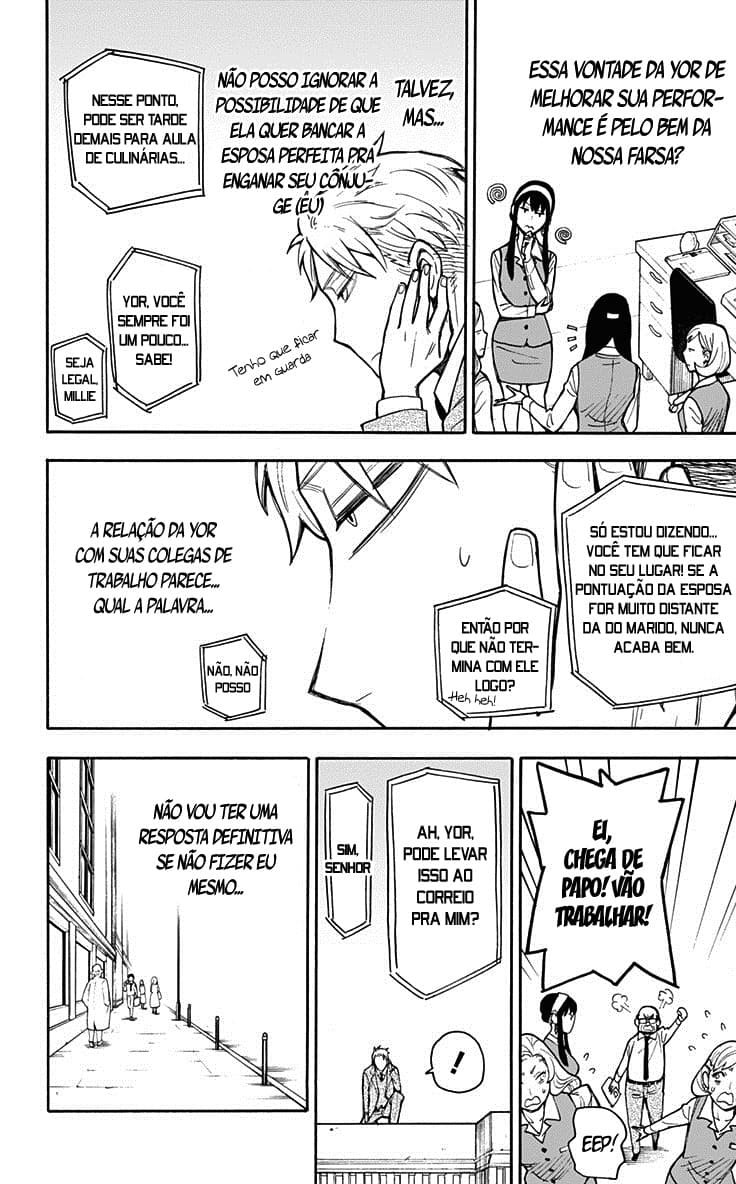 ESSA VONTADE DA YOR DE
MELHORAR SUA PERFOR-
MANCE É PELO BEM DA
NOSSA FARSA?
TALVEZ,
MAS...
NÃO POSSO IGNORAR A
POSSIBILIDADE DE QUE
ELA QUER BANCAR A
ESPOSA PERFEITA PRA
ENGANAR SEU CÔNJU-
GE (EU)
NESSE PONTO,
PODE SER TARDE
DEMAIS PARA AULA
DE CULINÁRIAS...
YOR, VOCÊ
SEMPRE FOI
UM POUCO...
SABE!
SEJA
LEGAL,
MILLIE
Tenho que ficar
em guarda
SÓ ESTOU DIZENDO...
VOCÊ TEM QUE FICAR
NO SEU LUGAR! SE A
PONTUAÇÃO DA ESPOSA
FOR MUITO DISTANTE
DA DO MARIDO, NUNCA
ACABA BEM.
ENTÃO POR
QUE NÃO TER-
MINA COM ELE
LOGO?
Heh heh!
NÃO, NÃO
POSSO
A RELAÇÃO DA YOR
COM SUAS COLEGAS DE
TRABALHO PARECE...
QUAL A PALAVRA...
EI,
CHEGA DE
PAPO! VÃO
TRABALHAR!
EEP!
AH, YOR,
PODE LEVAR
ISSO AO
CORREIO
PRA MIM?
SIM,
SENHOR
!
NÃO VOU TER UMA
RESPOSTA DEFINITIVA
SE NÃO FIZER EU
MESMO...